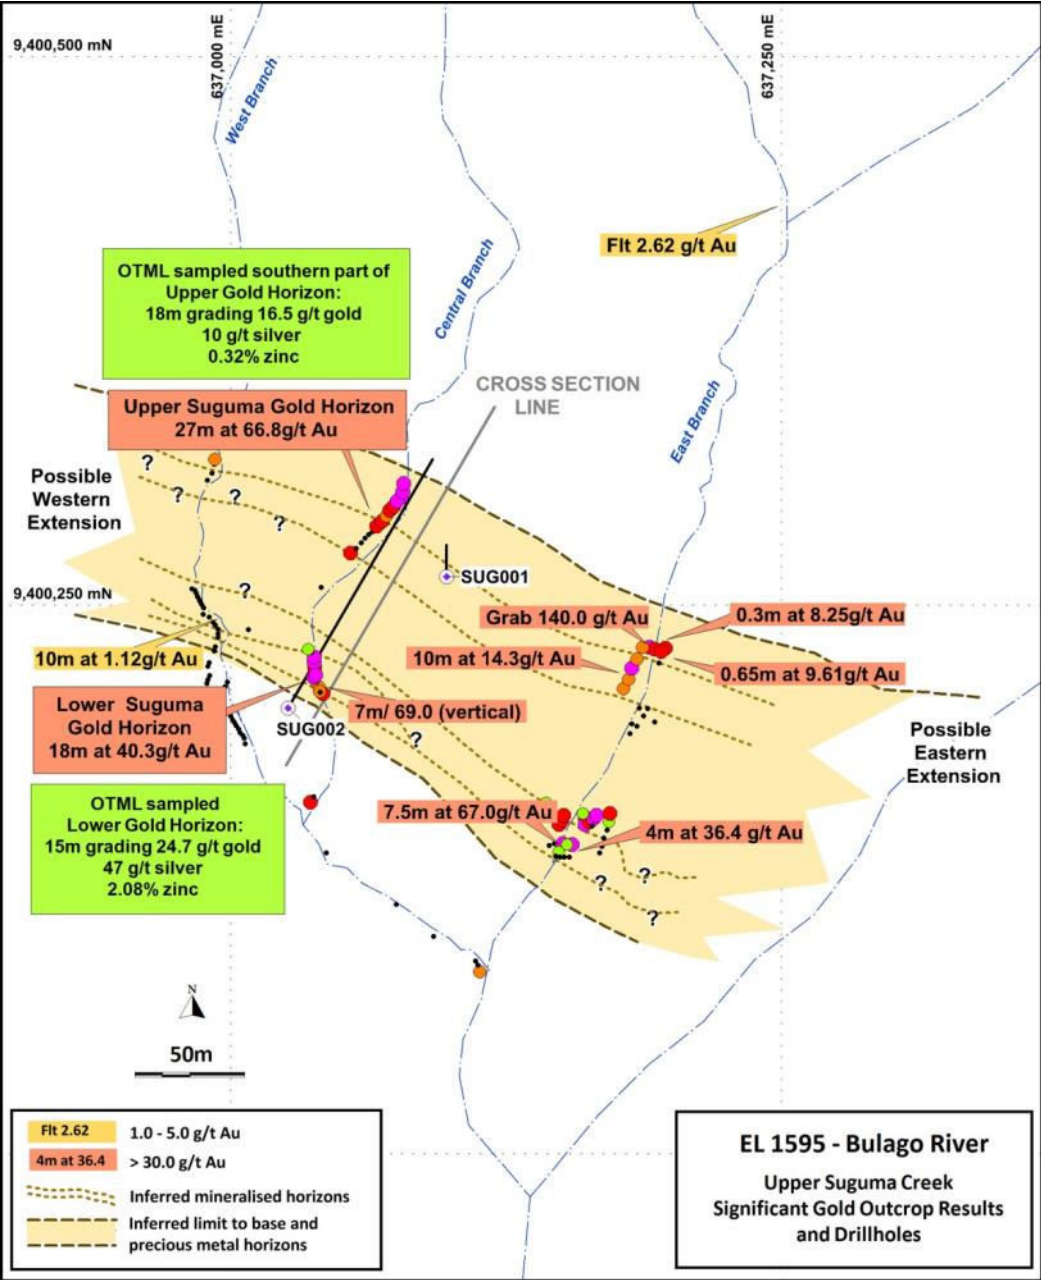 9,400,500 mN
637,000 mE
637,250 mE
West Branch
Flt 2.62 g/t Au
Central Branch
OTML sampled southern part of
Upper Gold Horizon:
18m grading 16.5 g/t gold
10 g/t silver
0.32% zinc
CROSS SECTION
LINE
East Branch
Upper Suguma Gold Horizon
27m at 66.8g/t Au
Possible
Western
Extension
?
?
?
?
SUG001
9,400,250 mN
?
Grab 140.0 g/t Au
0.3m at 8.25g/t Au
10m at 1.12g/t Au
10m at 14.3g/t Au
0.65m at 9.61g/t Au
Lower Suguma
Gold Horizon
18m at 40.3g/t Au
7m/ 69.0 (vertical)
SUG002
?
Possible
Eastern
Extension
OTML sampled
Lower Gold Horizon:
15m grading 24.7 g/t gold
47 g/t silver
2.08% zinc
7.5m at 67.0g/t Au
4m at 36.4 g/t Au
?
?
?
N
50m
Flt 2.62
1.0 - 5.0 g/t Au
4m at 36.4
> 30.0 g/t Au
Inferred mineralised horizons
Inferred limit to base and
precious metal horizons
EL 1595 - Bulago River
Upper Suguma Creek
Significant Gold Outcrop Results
and Drillholes